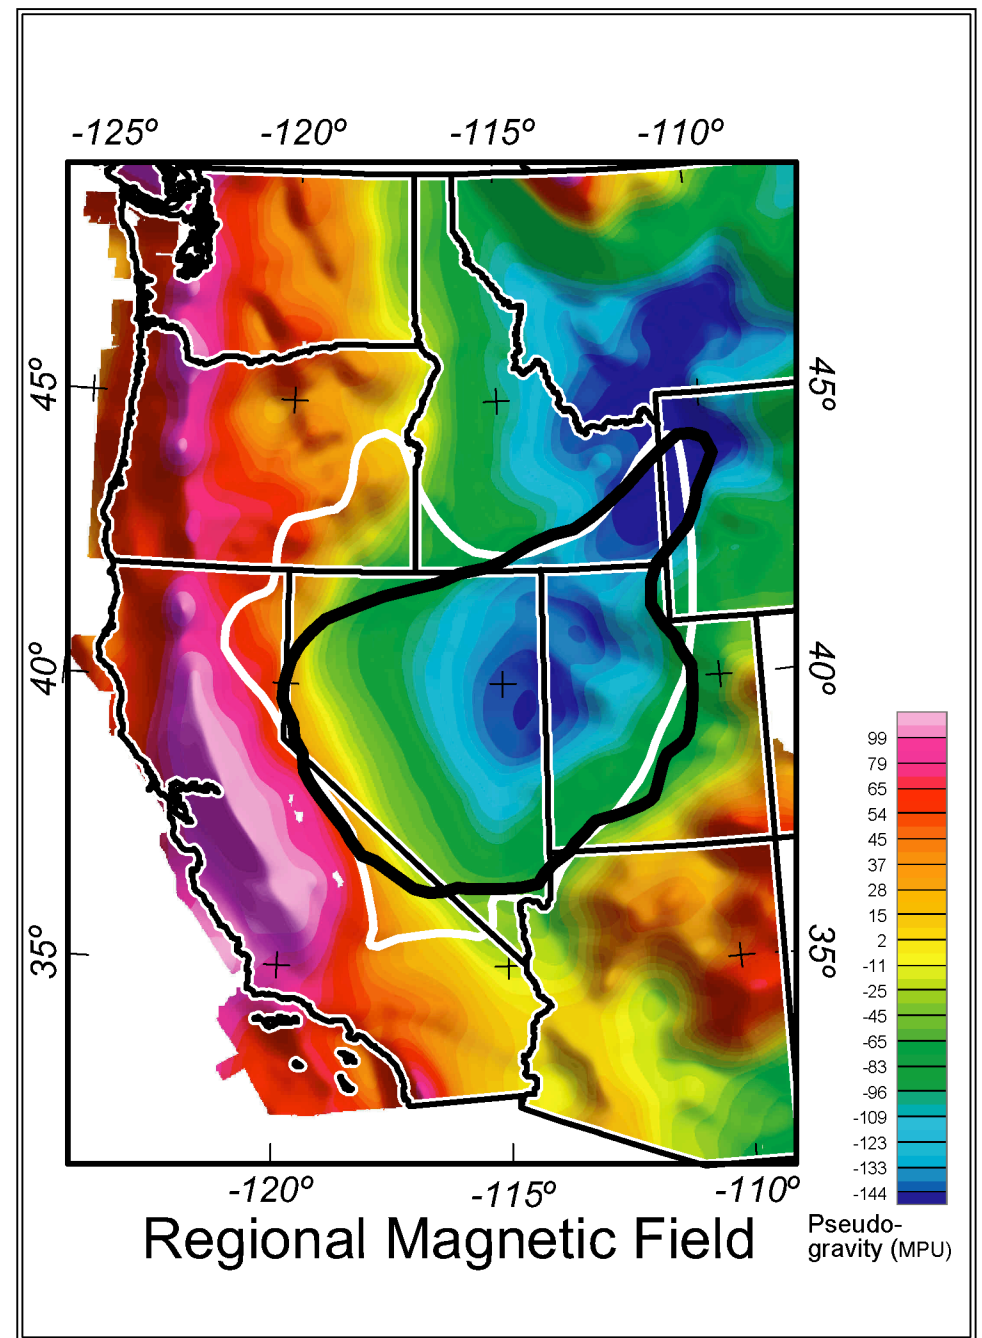 -125º -120º -115º -110º
45º 45º
40º 40º
99
79
65
54
45
37
28
15
2
-11
-25
-45
-65
-83
-96
-109
-123
-133
-144
35º 35º
-120º -115º -110º
Regional Magnetic Field
Pseudo-
gravity (MPU)